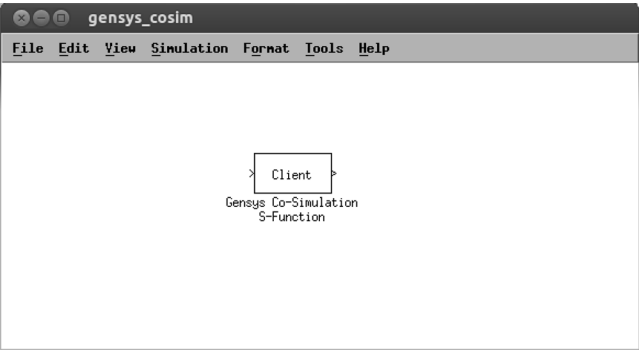 gensys_cosim
File Edit View Simulation Format Tools Help
Client
Gensys Co-Simulation
S-Function